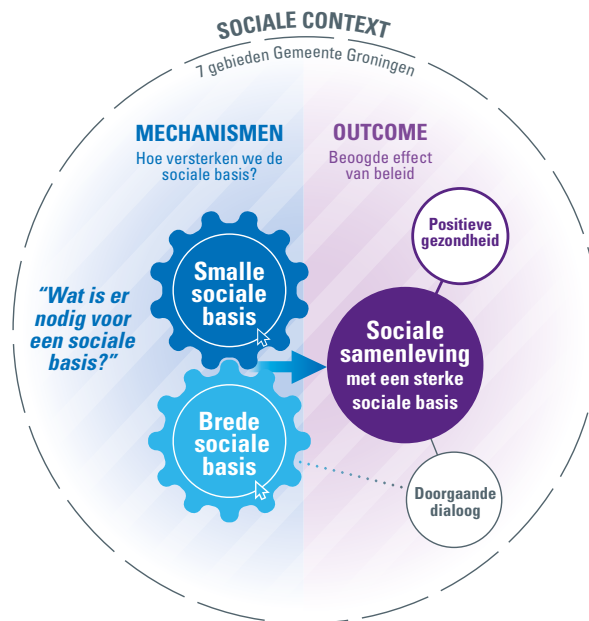 SOCIALE CONTEXT
7 gebieden Gemeente Groningen
MECHANISMEN
Hoe versterken we de
sociale basis?
OUTCOME
Beoogde effect
van beleid
Positieve
gezondheid
Smalle
sociale
basis
“Wat is er
nodig voor
een sociale
basis?”
Sociale
samenleving
met een sterke
sociale basis
Brede
sociale
basis
Doorgaande
dialoog